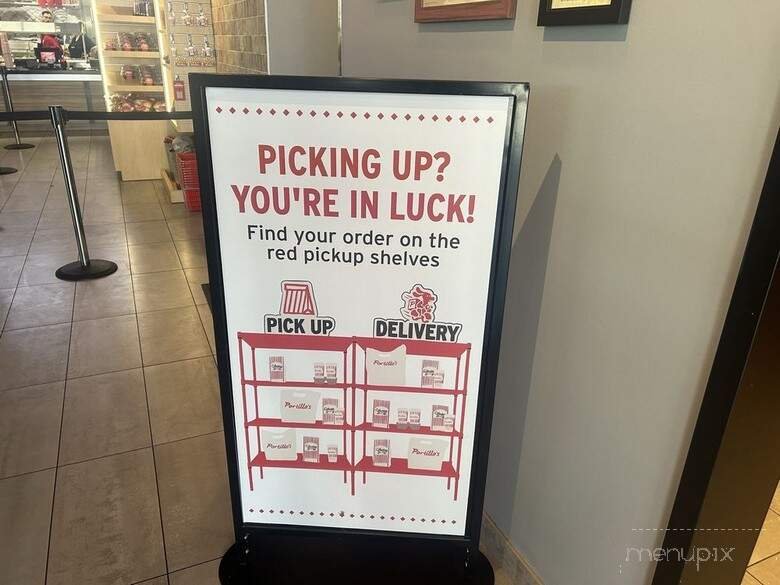 PICKING UP?
YOU'RE IN LUCK!
Find your order on the
red pickup shelves
PICK UP
DELIVERY
Portillo's
Portillo's
Portillo's
Portillo's
menupix